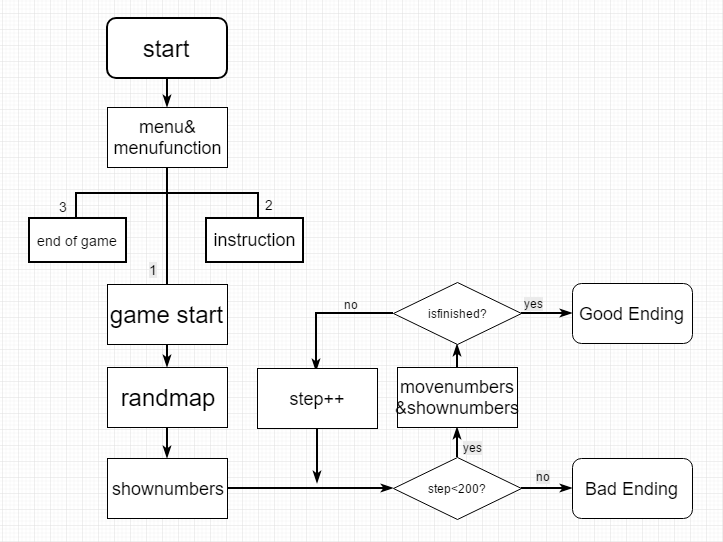 start
menu&
menufunction
3
2
end of game
instruction
1
game start
no
isfinished?
yes
Good Ending
randmap
step++
movenumbers
&shownumbers
yes
shownumbers
step<200?
no
Bad Ending